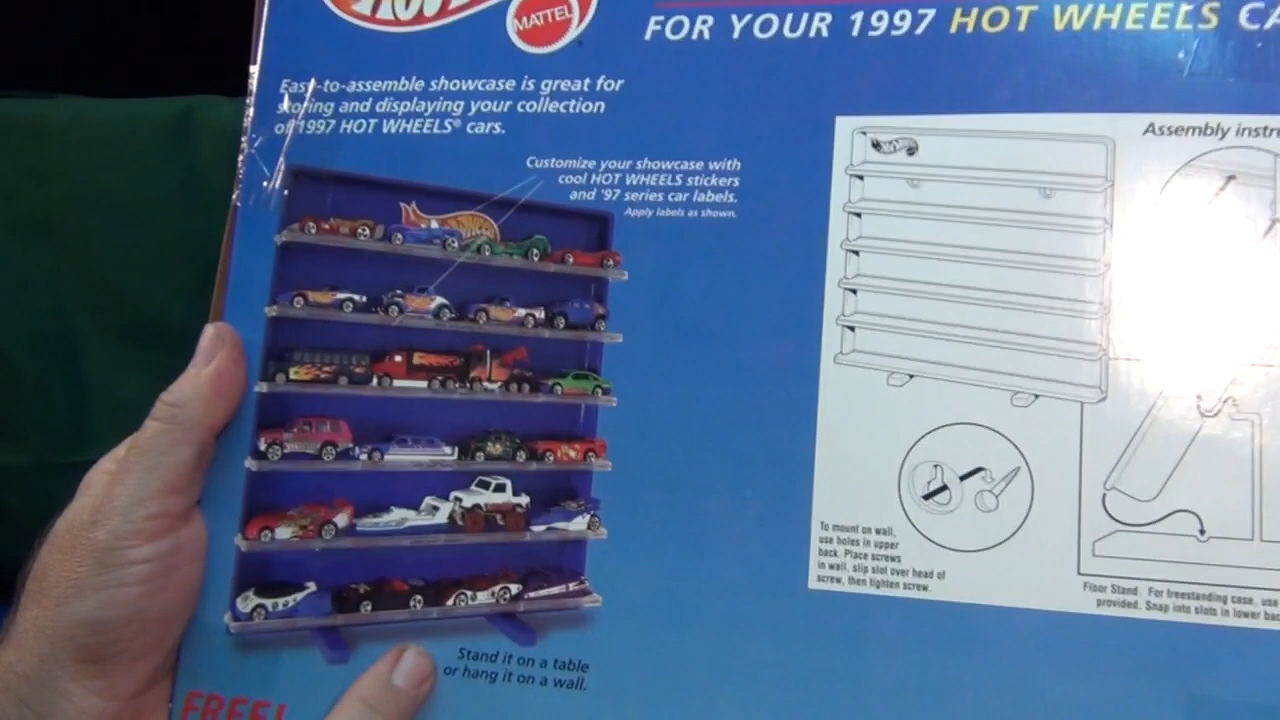 HOT
MATTEL
FOR YOUR 1997 HOT WHEELS CA
Easy-to-assemble showcase is great for
storing and displaying your collection
of 1997 HOT WHEELS® cars.
Customize your showcase with
cool HOT WHEELS stickers
and '97 series car labels.
Apply labels as shown.
Stand it on a table
or hang it on a wall.
FREE!
Assembly instr
To mount on wall,
use holes in upper
back. Place screws
in wall, slip slot over head of
screw, then tighten screw.
Floor Stand. For freestanding case, use
provided. Snap into slots in lower bac